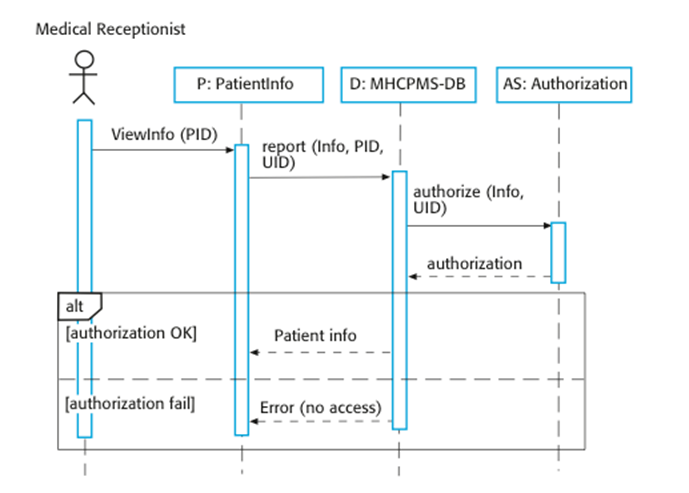 Medical Receptionist
P: PatientInfo
D: MHCPMS-DB
AS: Authorization
ViewInfo (PID)
report (Info, PID,
UID)
authorize (Info,
UID)
authorization
alt
[authorization OK]
Patient info
[authorization fail]
Error (no access)